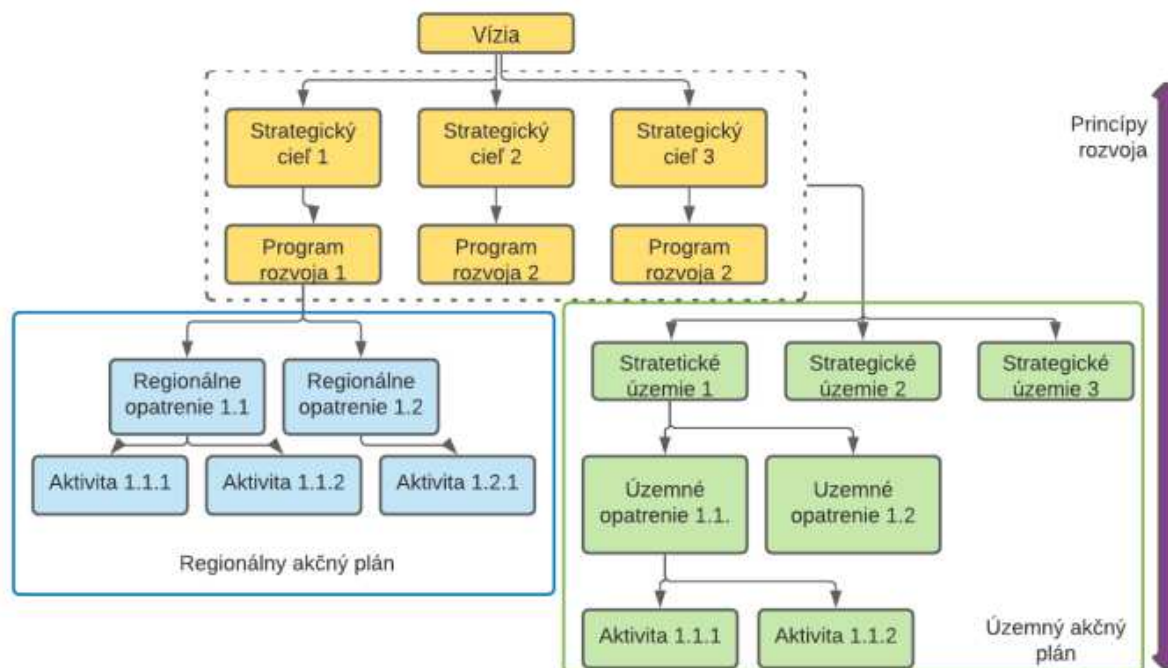 Vízia
Princípy
rozvoja
Strategický
cieľ 1
Strategický
cieľ 2
Strategický
cieľ 3
Program
rozvoja 1
Program
rozvoja 2
Program
rozvoja 2
Regionálne
opatrenie 1.1
Regionálne
opatrenie 1.2
Aktivita 1.1.1
Aktivita 1.1.2
Aktivita 1.2.1
Regionálny akčný plán
Stratetické
územie 1
Strategické
územie 2
Strategické
územie 3
Územné
opatrenie 1.1.
Uzemné
opatrenie 1.2
Aktivita 1.1.1
Aktivita 1.1.2
Územný akčný
plán